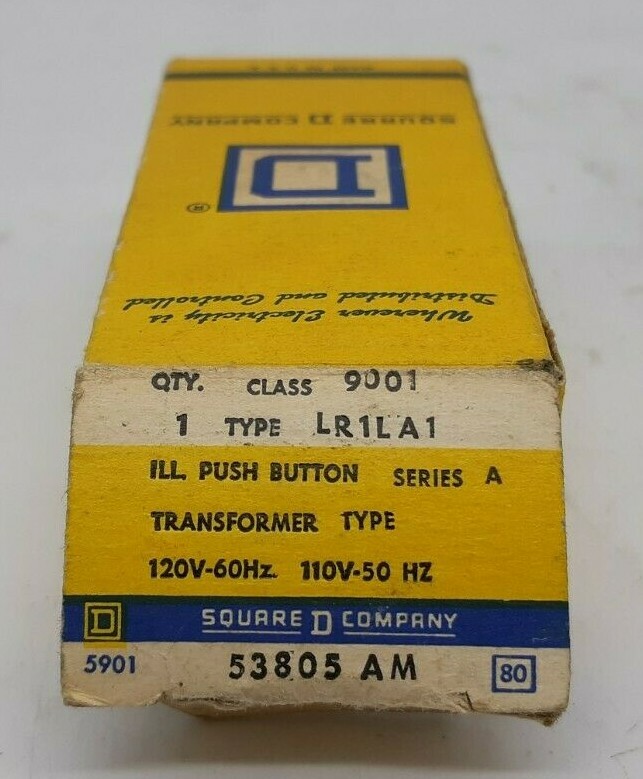 SQUARE D COMPANY
D
®
Wherever Electricity is
Distributed and Controlled
QTY. CLASS 9001
1 TYPE LR1LA1
ILL. PUSH BUTTON SERIES A
TRANSFORMER TYPE
120V-60Hz. 110V-50 HZ
D SQUARE D COMPANY
5901 53805 AM 80